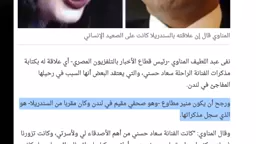 المناوي قال إن علاقته بالسندريلا كانت على الصعيد الإنساني
نفى عبد اللطيف المناوي -رئيس قطاع الأخبار بالتلفزيون المصري- أي علاقة له بكتابة
مذكرات الفنانة الراحلة سعاد حسني، والتي يعتقد البعض أنها السبب في رحيلها
المفاجئ في لندن.
ورجح أن يكون منير مطاوع -وهو صحفي مقيم في لندن وكان مقربا من السندريلا- هو
الذي سجل مذكراتها.
وقال المناوي: "كانت الفنانة سعاد حسني من أهم الأصدقاء لي ولأسرتي، وكانت تزورنا